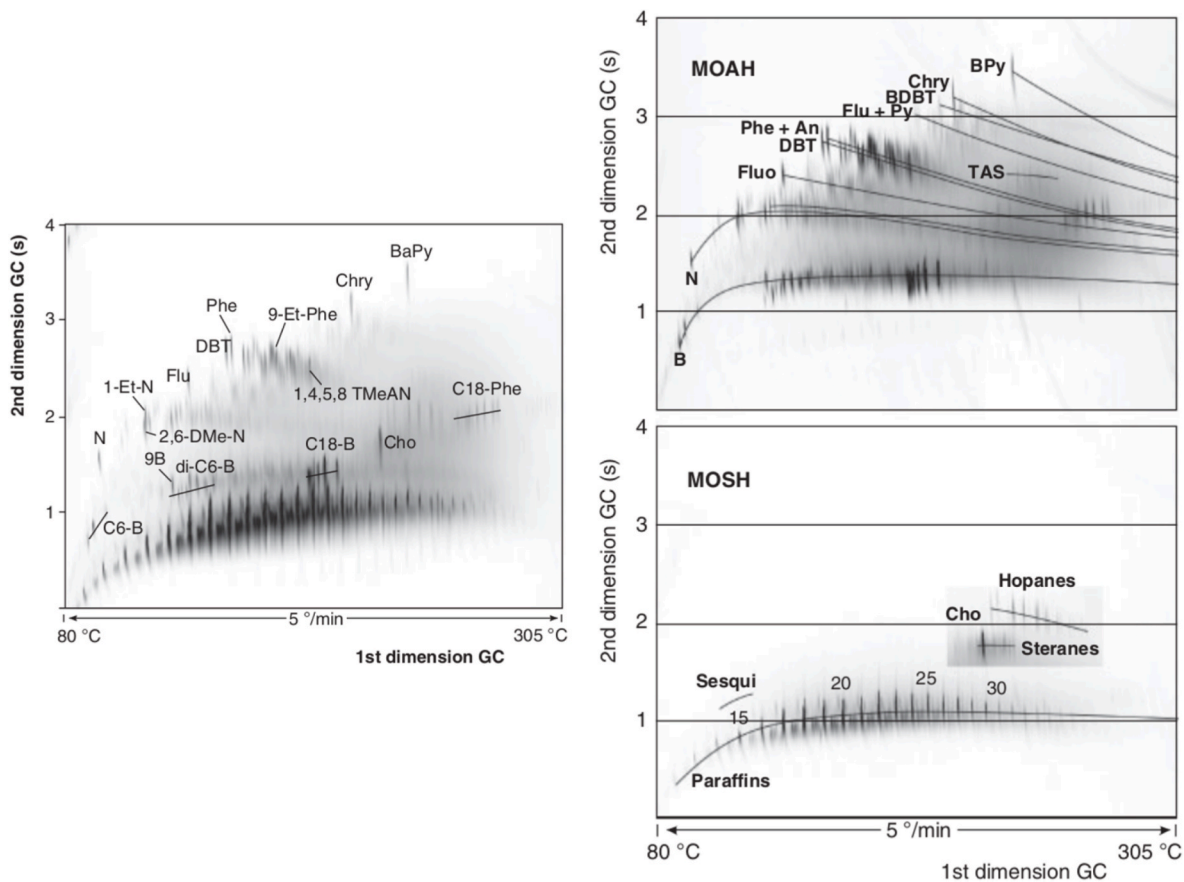 4
3
2
1
2nd dimension GC (s)
BaPy
Chry
Phe
9-Et-Phe
DBT
Flu
1-Et-N
1,4,5,8 TMeAN
C18-Phe
N
2,6-DMe-N
9B
di-C6-B
C18-B
Cho
C6-B
5 °/min
80 °C
305 °C
1st dimension GC
4
3
2
1
2nd dimension GC (s)
MOAH
BPy
Chry
BDBT
Flu + Py
Phe + An
DBT
Fluo
TAS
N
B
4
3
2
1
2nd dimension GC (s)
MOSH
Hopanes
Cho
Steranes
Sesqui
15
20
25
30
Paraffins
5 °/min
80 °C
305 °C
1st dimension GC